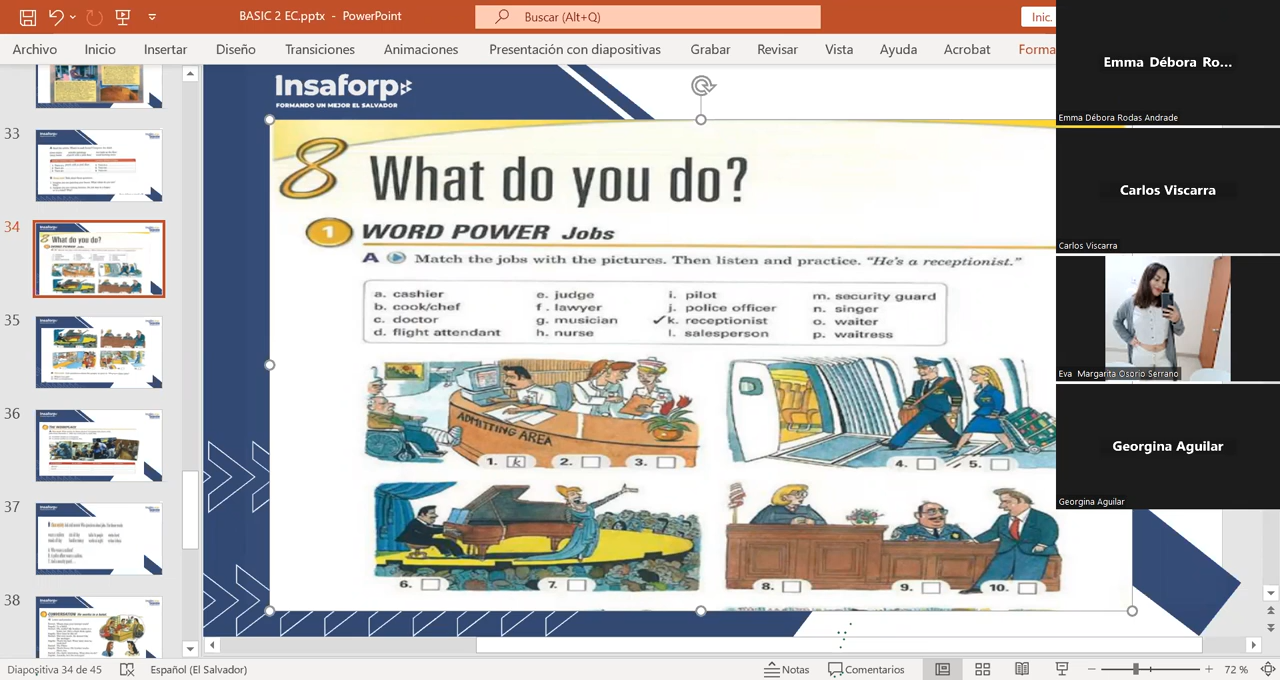 BASIC 2 EC.pptx - PowerPoint
Buscar (Alt+Q)
Inic.
Archivo Inicio Insertar Diseño Transiciones Animaciones Presentación con diapositivas Grabar Revisar Vista Ayuda Acrobat Forma
33
34
35
36
37
38
Insaforp
FORMANDO UN MEJOR EL SALVADOR
8 What do you do?
1 WORD POWER Jobs
A Match the jobs with the pictures. Then listen and practice. "He's a receptionist."
a. cashier e. judge i. pilot m. security guard
b. cook/chef f. lawyer j. police officer n. singer
c. doctor g. musician ✓k. receptionist o. waiter
d. flight attendant h. nurse l. salesperson p. waitress
ADMITTING AREA
1. k 2. 3. 4. 5.
6. 7. 8. 9. 10.
Emma Débora Ro...
Emma Débora Rodas Andrade
Carlos Viscarra
Carlos Viscarra
Eva Margarita Osorio Serrano
Georgina Aguilar
Georgina Aguilar
Diapositiva 34 de 45 Español (El Salvador) Notas Comentarios 72 %